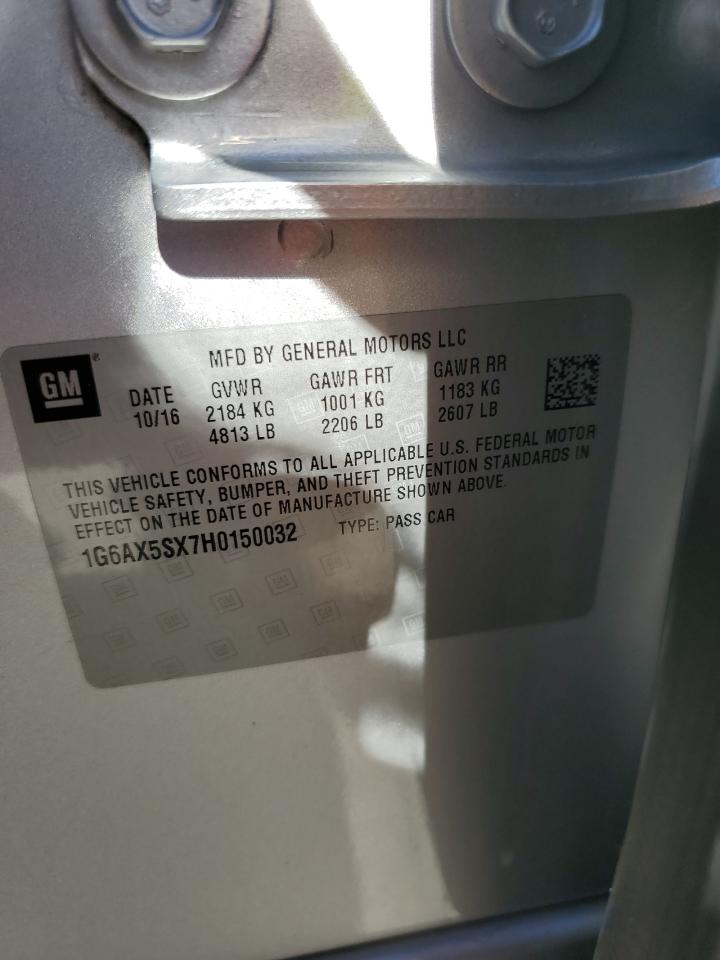 MFD BY GENERAL MOTORS LLC
GM ®
DATE GVWR GAWR FRT GAWR RR
10/16 2184 KG 1001 KG 1183 KG
4813 LB 2206 LB 2607 LB
THIS VEHICLE CONFORMS TO ALL APPLICABLE U.S. FEDERAL MOTOR
VEHICLE SAFETY, BUMPER, AND THEFT PREVENTION STANDARDS IN
EFFECT ON THE DATE OF MANUFACTURE SHOWN ABOVE.
1G6AX5SX7H0150032 TYPE: PASS CAR